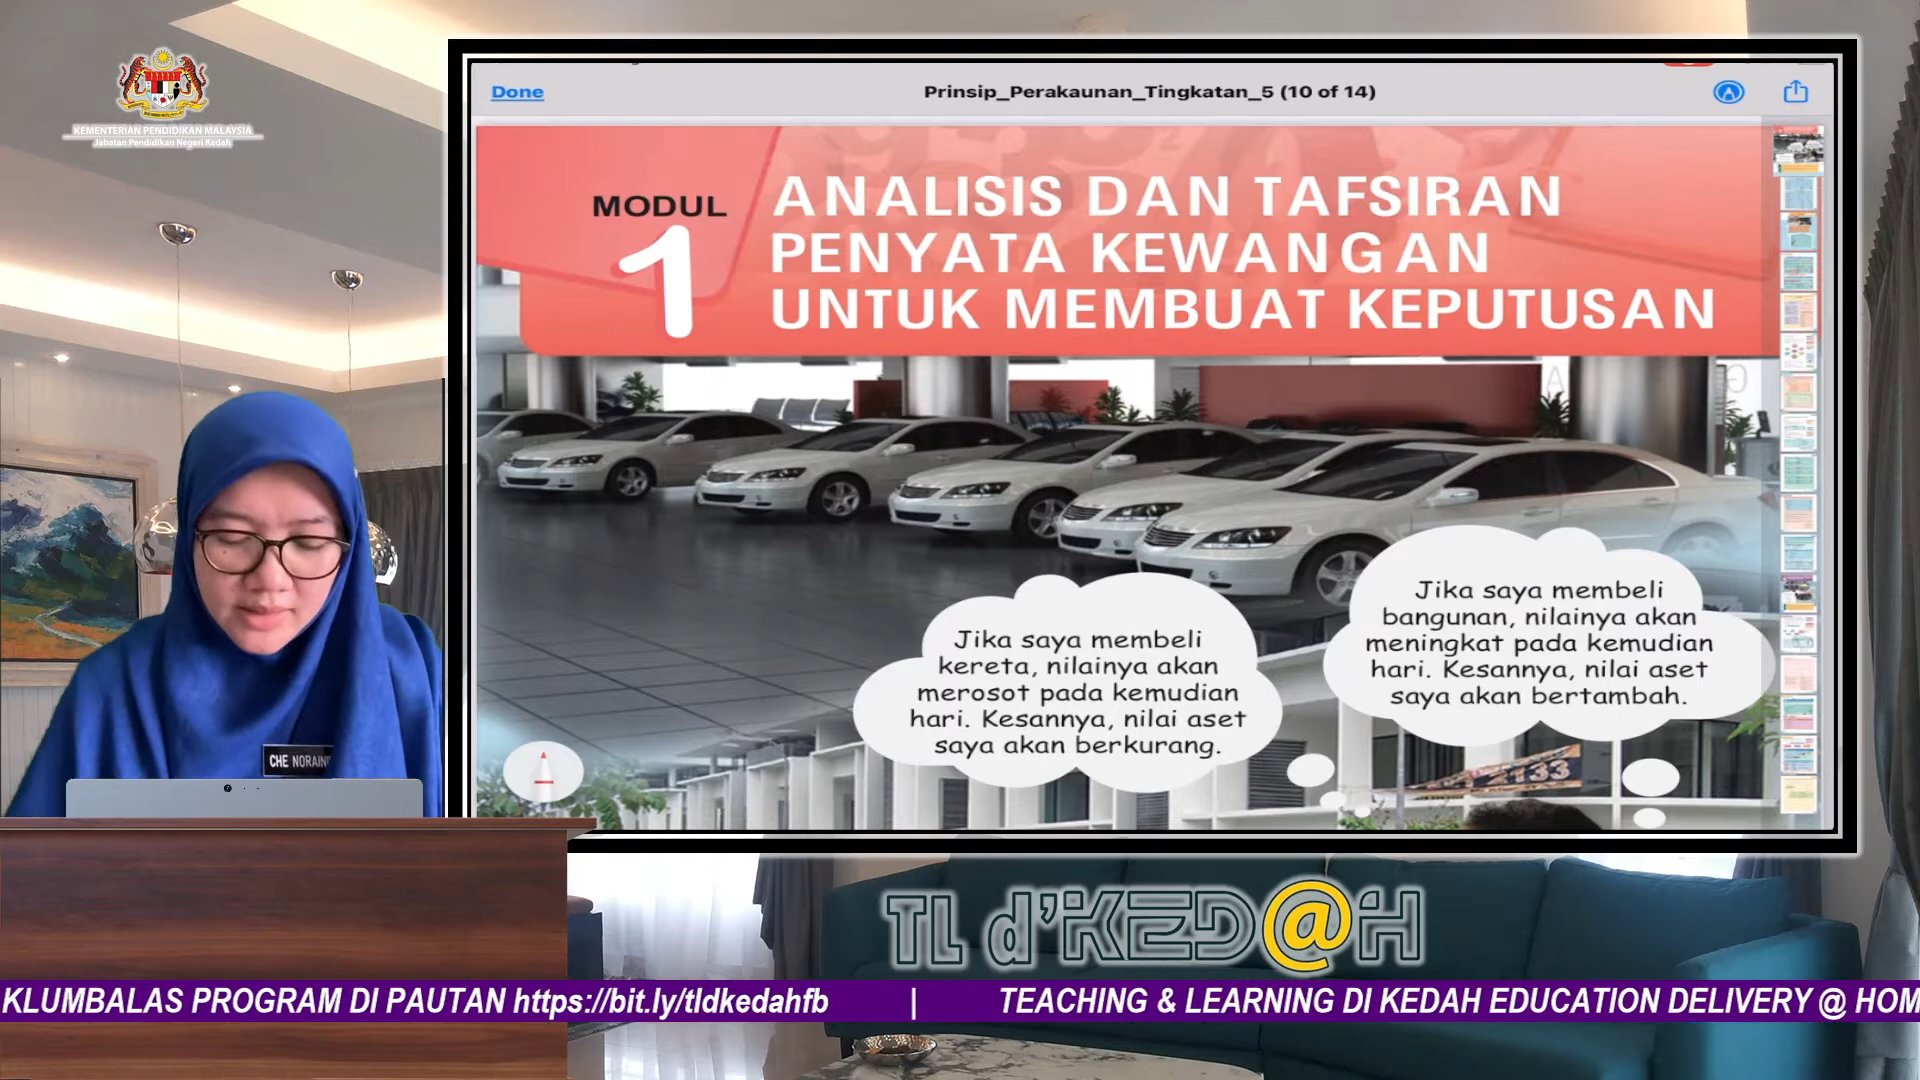 KEMENTERIAN PENDIDIKAN MALAYSIA
Jabatan Pendidikan Negeri Kedah
Done
Prinsip_Perakaunan_Tingkatan_5 (10 of 14)
MODUL
1
ANALISIS DAN TAFSIRAN
PENYATA KEWANGAN
UNTUK MEMBUAT KEPUTUSAN
Jika saya membeli
kereta, nilainya akan
merosot pada kemudian
hari. Kesannya, nilai aset
saya akan berkurang.
Jika saya membeli
bangunan, nilainya akan
meningkat pada kemudian
hari. Kesannya, nilai aset
saya akan bertambah.
CHE NORAIN
TL d'KED@H
KLUMBALAS PROGRAM DI PAUTAN https://bit.ly/tldkedahfb | TEACHING & LEARNING DI KEDAH EDUCATION DELIVERY @ HOM